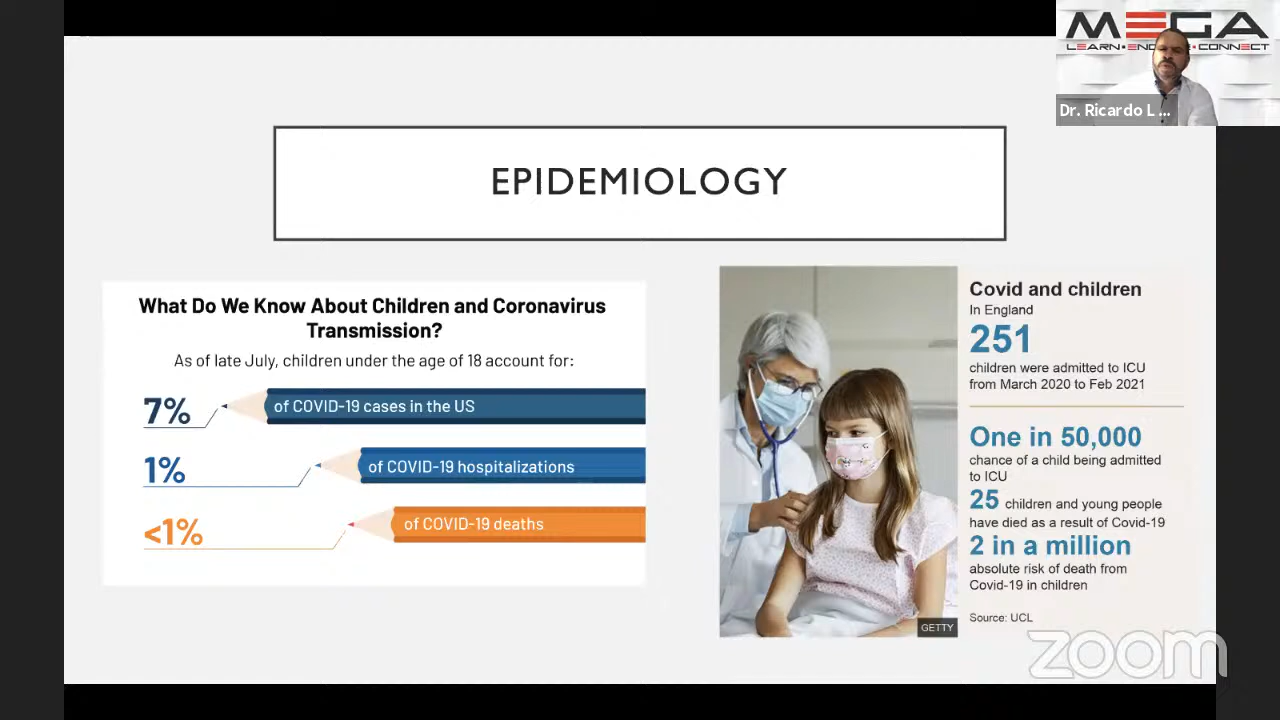 MEGA
CONNECT
Dr. Ricardo L ...
EPIDEMIOLOGY
What Do We Know About Children and Coronavirus
Transmission?
As of late July, children under the age of 18 account for:
7%
of COVID-19 cases in the US
1%
of COVID-19 hospitalizations
<1%
of COVID-19 deaths
Covid and children
In England
251
children were admitted to ICU
from March 2020 to Feb 2021
One in 50,000
chance of a child being admitted
to ICU
25 children and young people
have died as a result of Covid-19
2 in a million
absolute risk of death from
Covid-19 in children
Source: UCL
GETTY
zoom